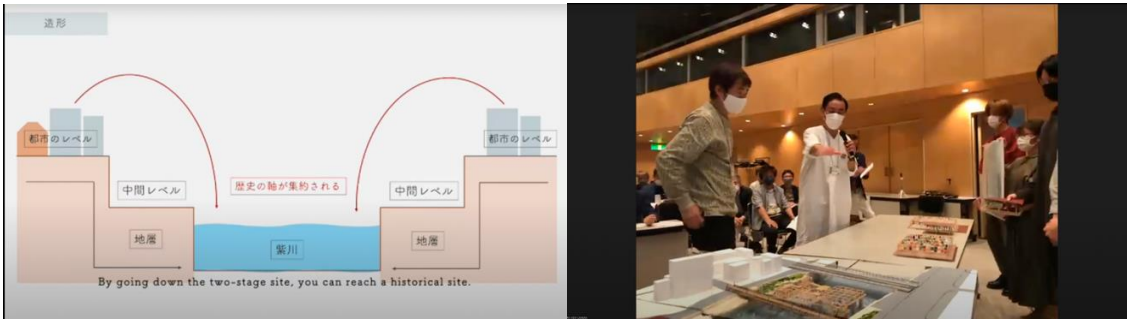 造形
都市のレベル
都市のレベル
中間レベル
歴史の軸が集約される
中間レベル
地層
紫川
地層
By going down the two-stage site, you can reach a historical site.